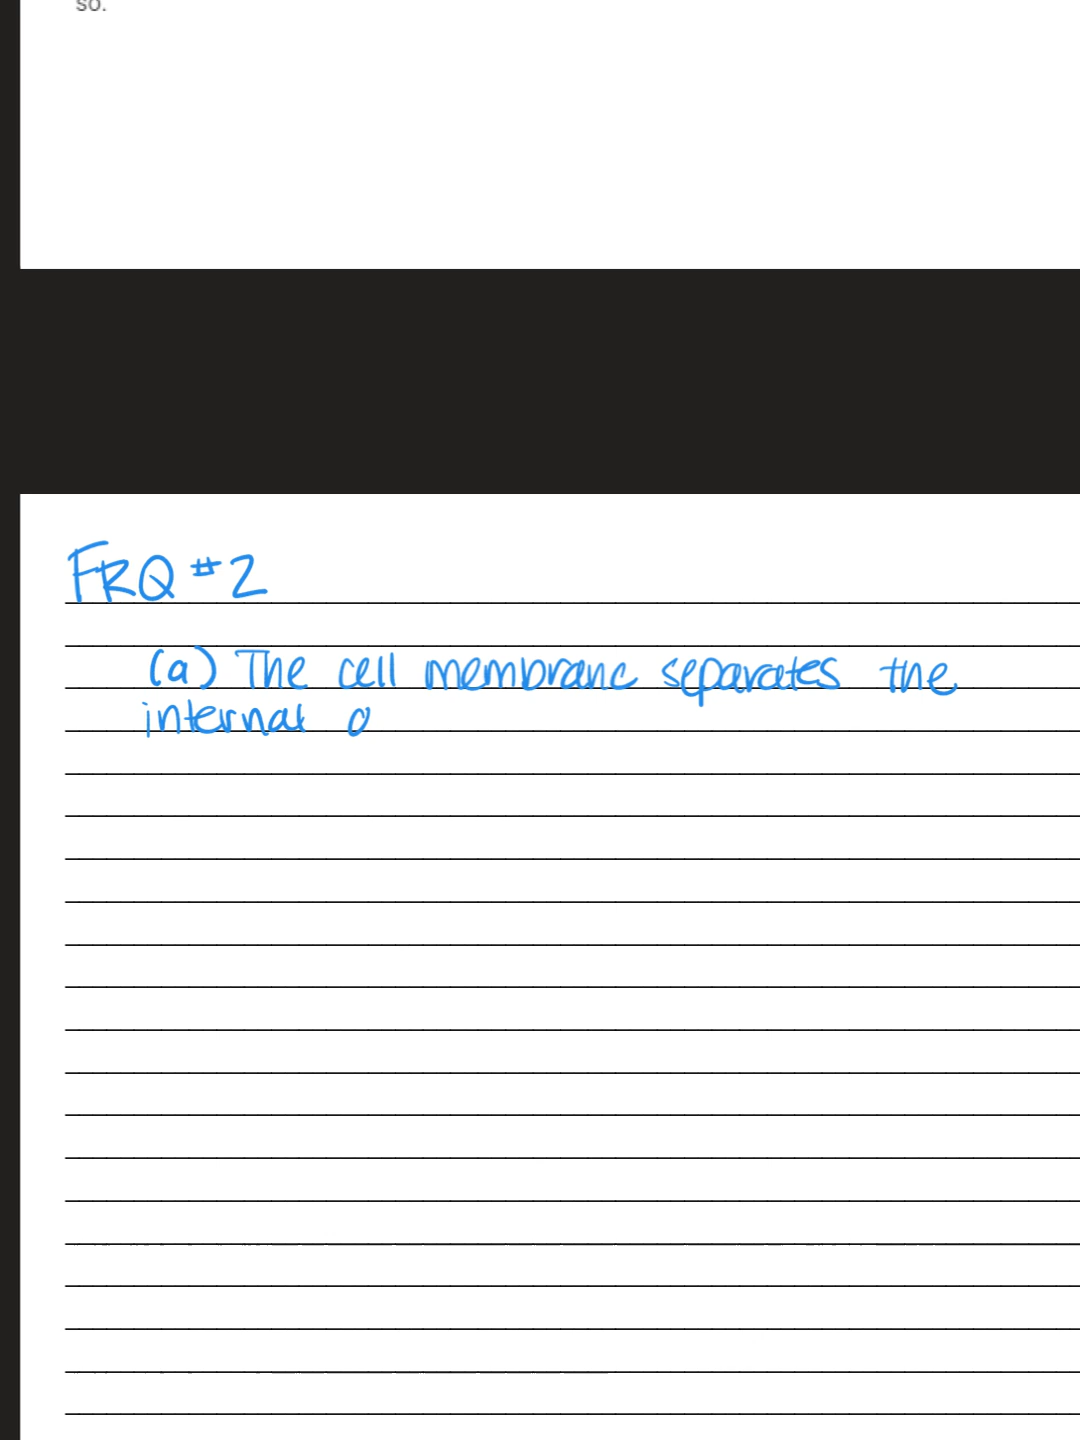 so.
FRQ #2
(a) The cell membrane separates the
internal o